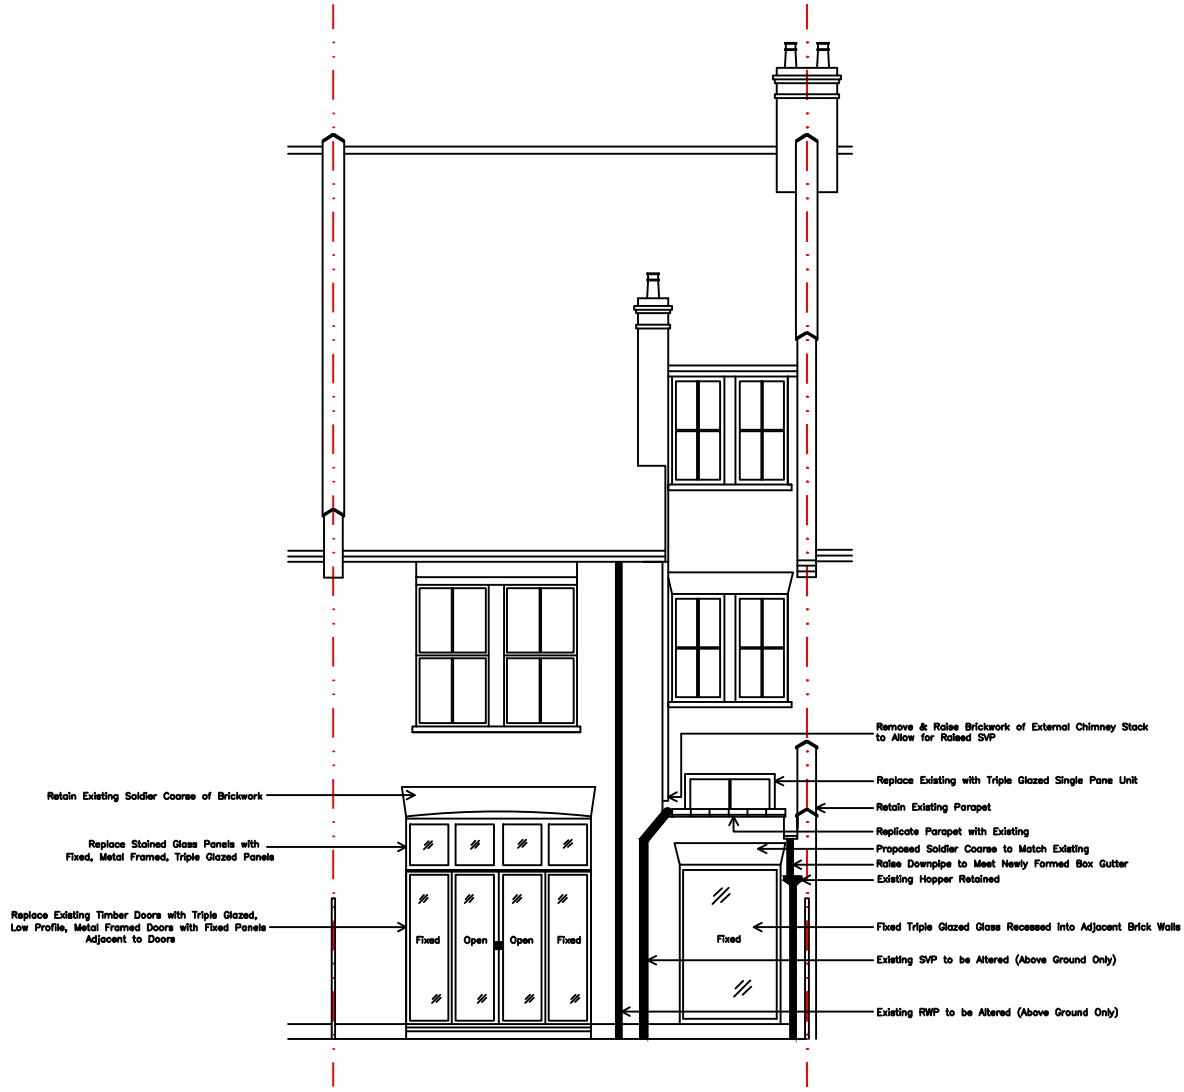 Remove & Raise Brickwork of External Chimney Stack
to Allow for Raised SVP
Replace Existing with Triple Glazed Single Pane Unit
Retain Existing Soldier Coarse of Brickwork
Retain Existing Parapet
Replicate Parapet with Existing
Replace Stained Glass Panels with
Fixed, Metal Framed, Triple Glazed Panels
Proposed Soldier Coarse to Match Existing
Raise Downpipe to Meet Newly Formed Box Gutter
Existing Hopper Retained
Replace Existing Timber Doors with Triple Glazed,
Low Profile, Metal Framed Doors with Fixed Panels
Adjacent to Doors
Fixed Triple Glazed Glass Recessed into Adjacent Brick Walls
Fixed Open Open Fixed
Fixed
Existing SVP to be Altered (Above Ground Only)
Existing RWP to be Altered (Above Ground Only)